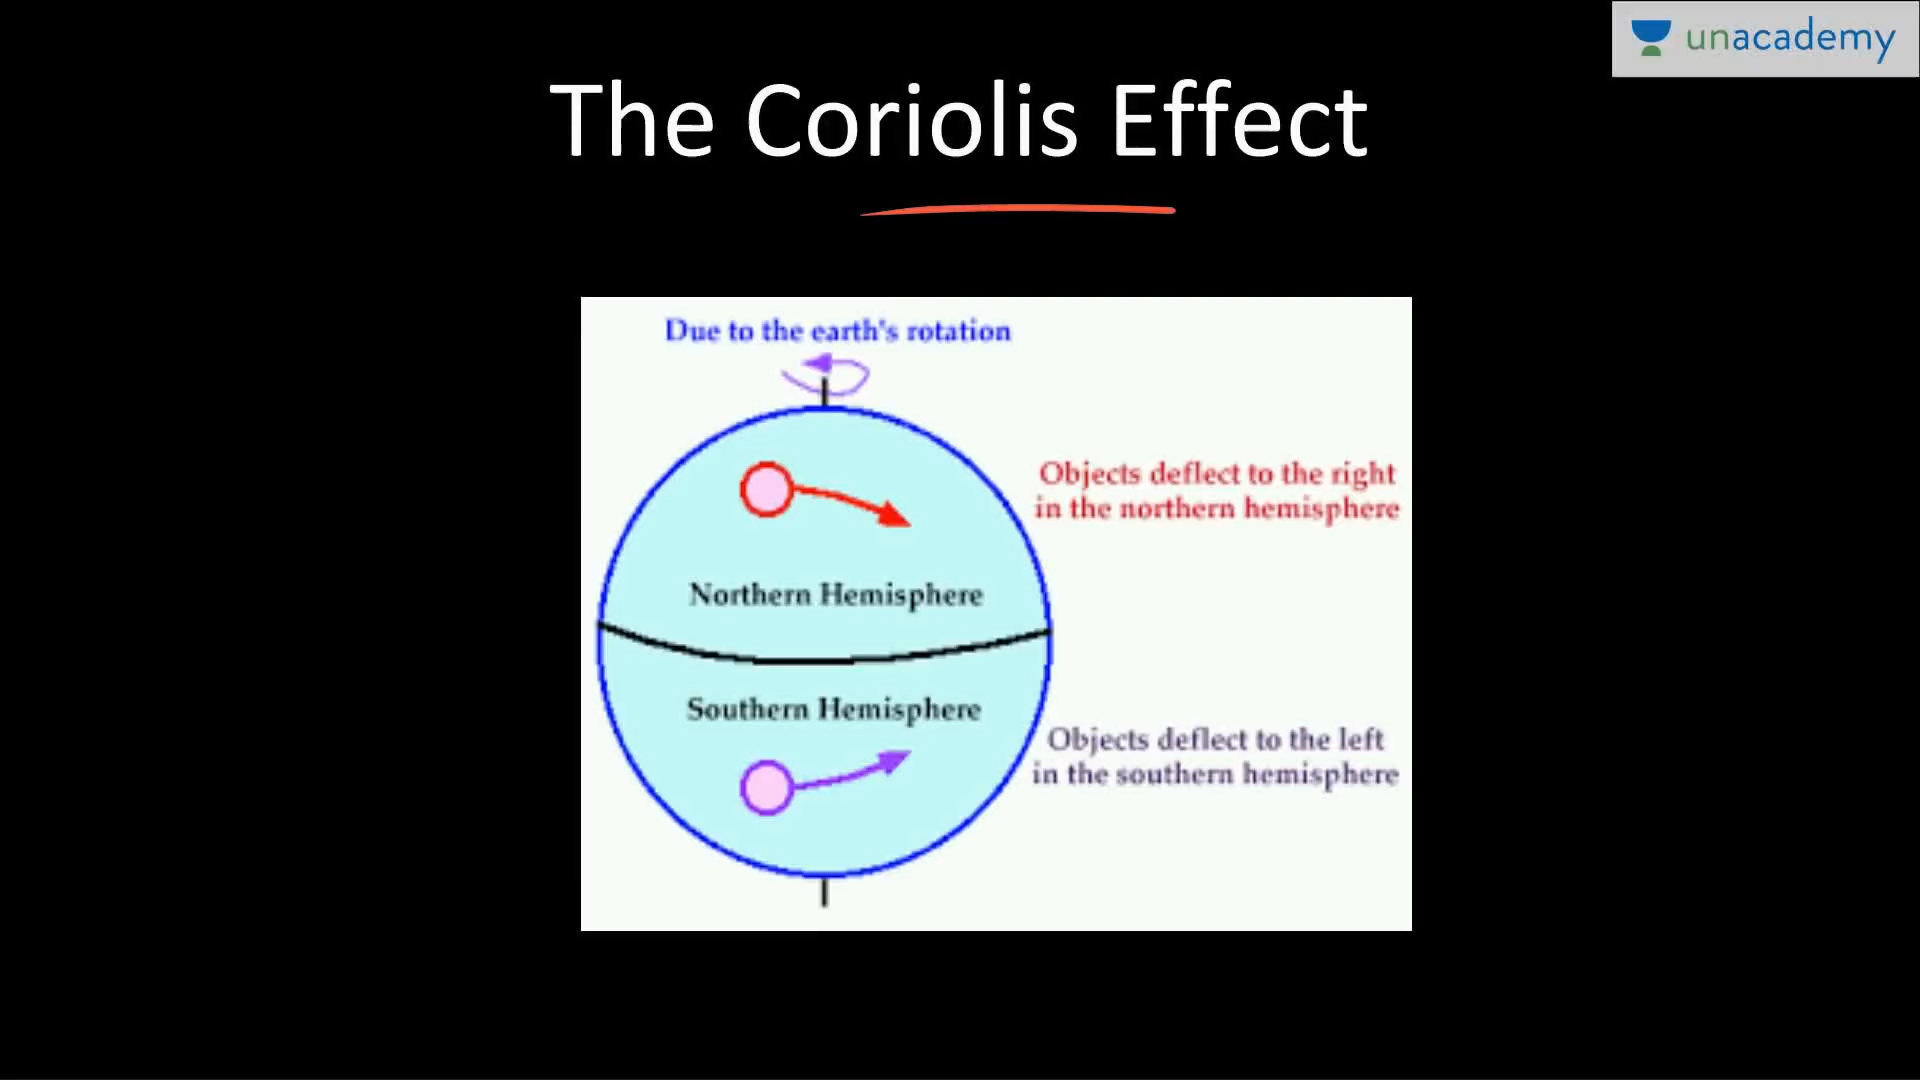 unacademy
The Coriolis Effect
Due to the earth's rotation
Objects deflect to the right
in the northern hemisphere
Northern Hemisphere
Southern Hemisphere
Objects deflect to the left
in the southern hemisphere